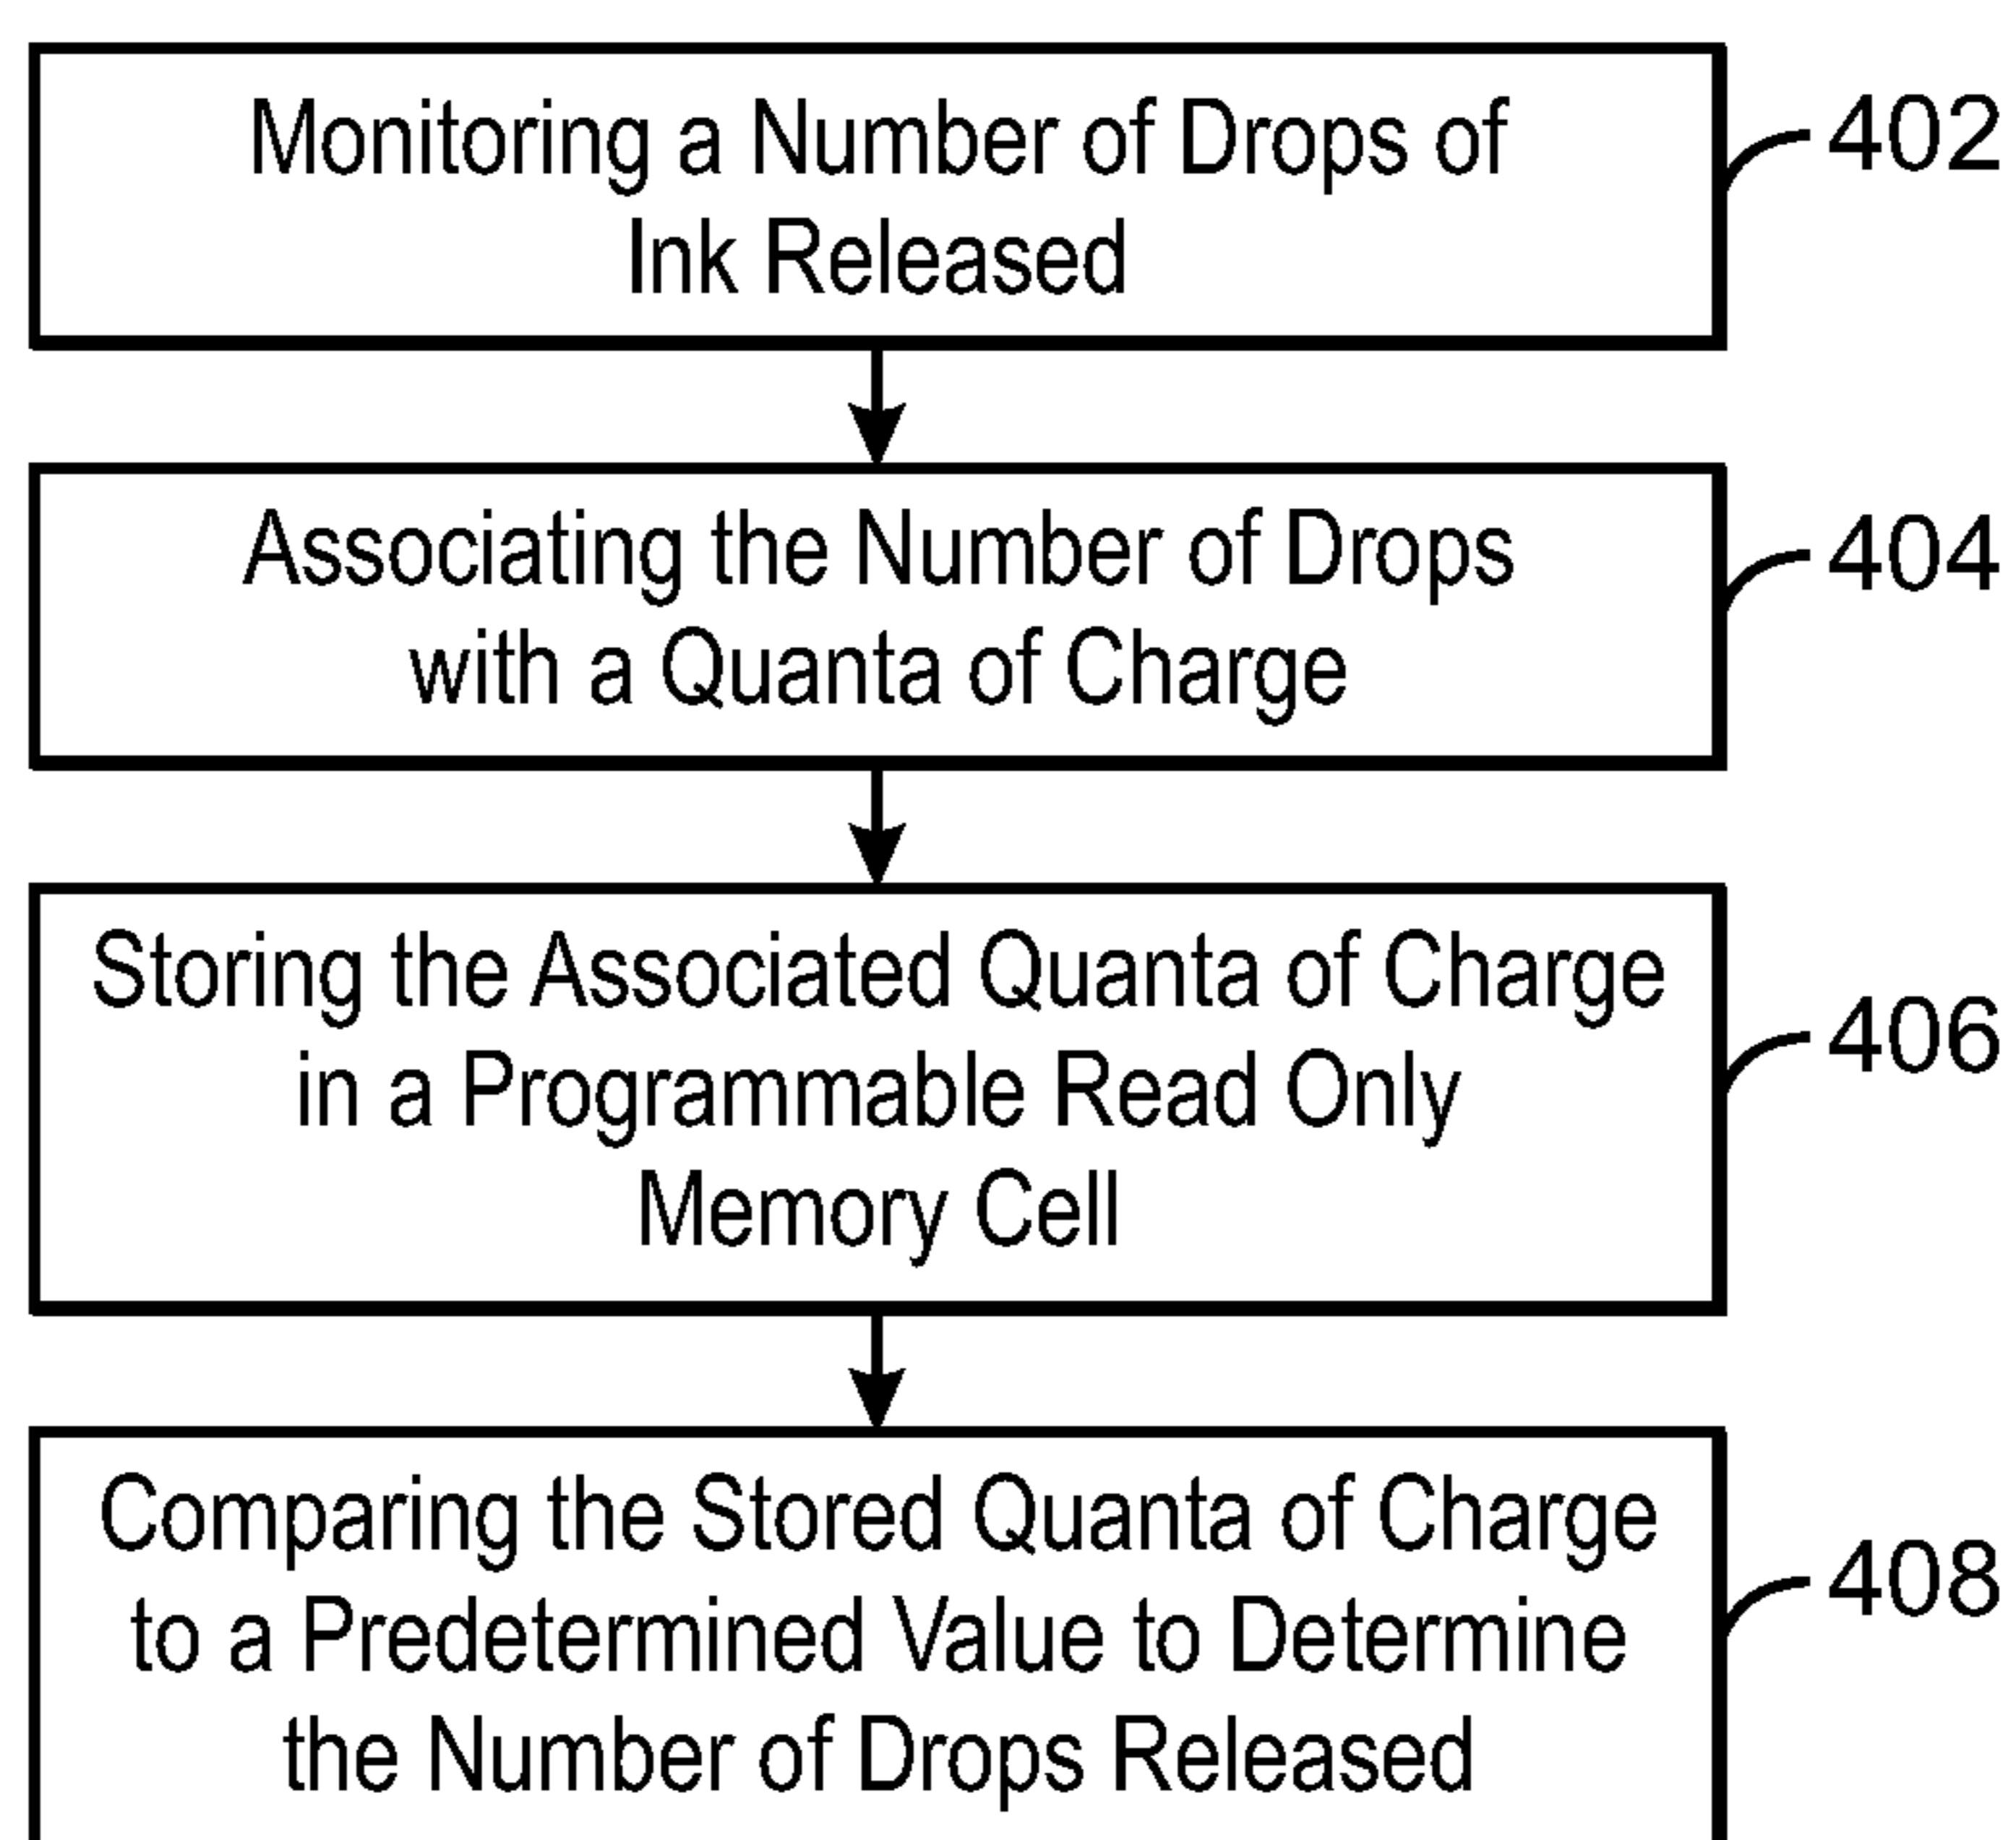 Monitoring a Number of Drops of
Ink Released
402
Associating the Number of Drops
with a Quanta of Charge
404
Storing the Associated Quanta of Charge
in a Programmable Read Only
Memory Cell
406
Comparing the Stored Quanta of Charge
to a Predetermined Value to Determine
the Number of Drops Released
408